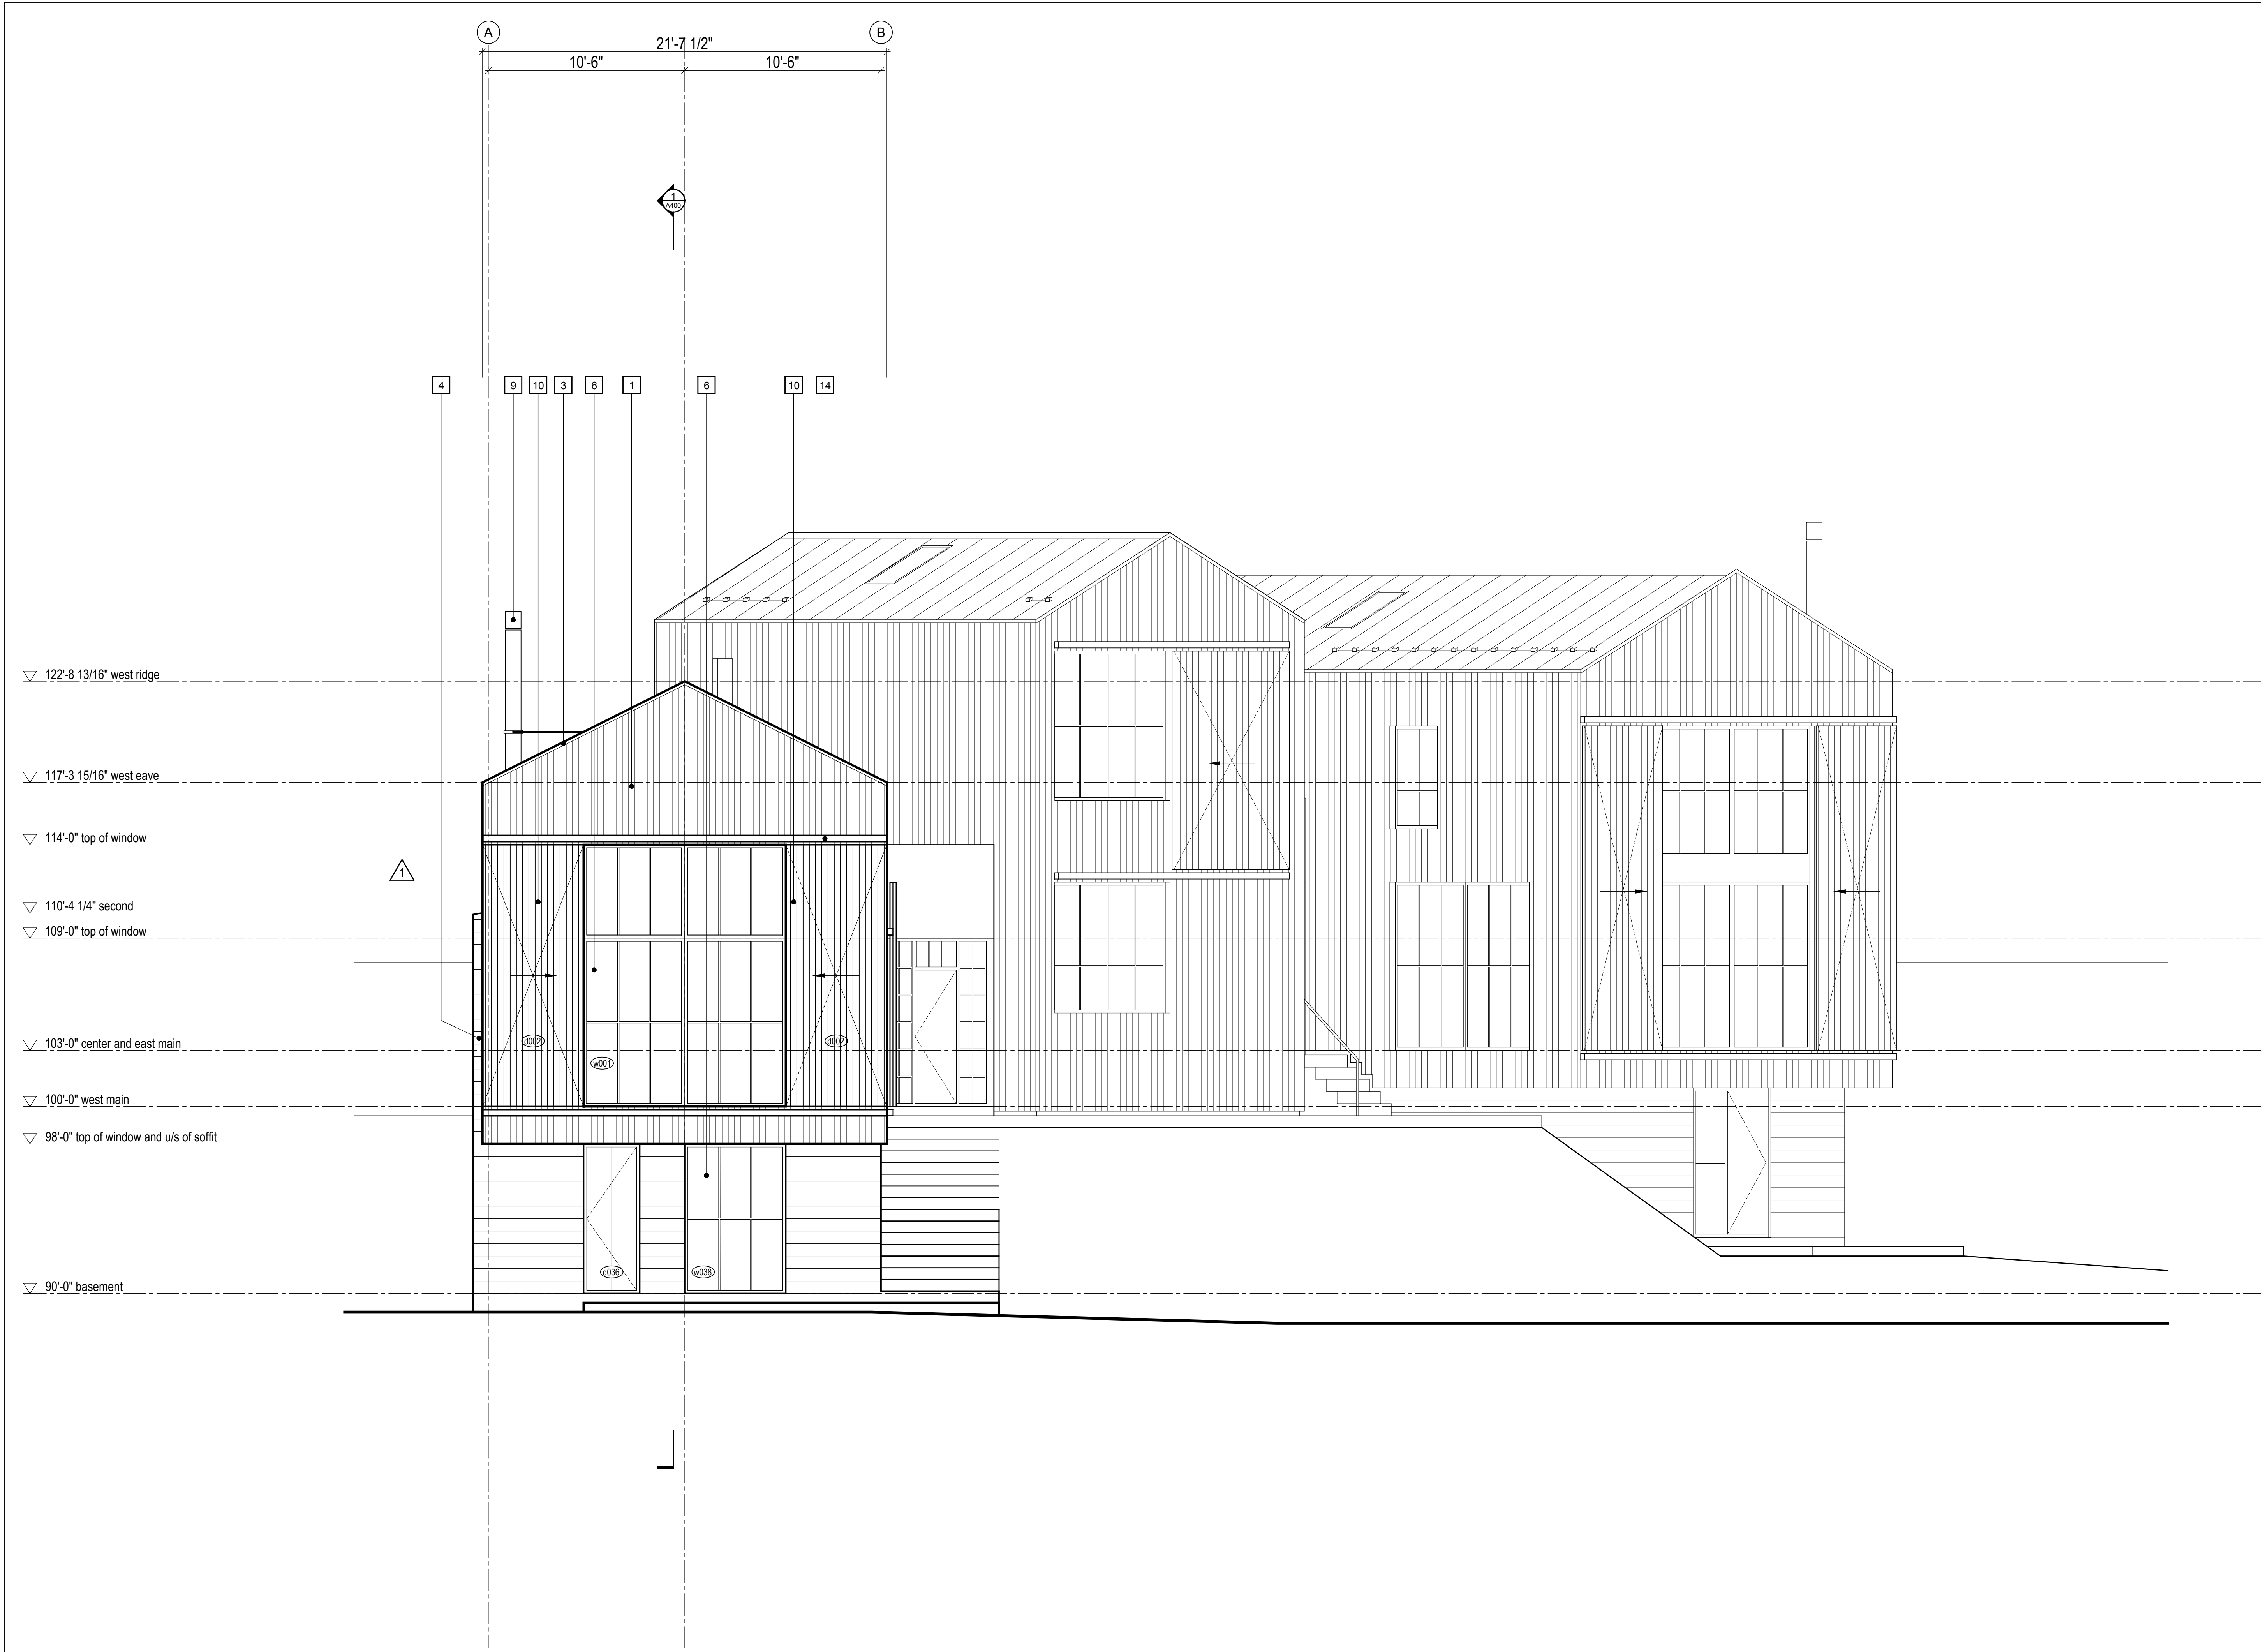 A
B
21'-7 1/2"
10'-6"
10'-6"
1
A400
4
9
10
3
6
1
6
10
14
122'-8 13/16" west ridge
117'-3 15/16" west eave
114'-0" top of window
1
110'-4 1/4" second
109'-0" top of window
103'-0" center and east main
d002
d002
w001
100'-0" west main
98'-0" top of window and u/s of soffit
d036
w038
90'-0" basement